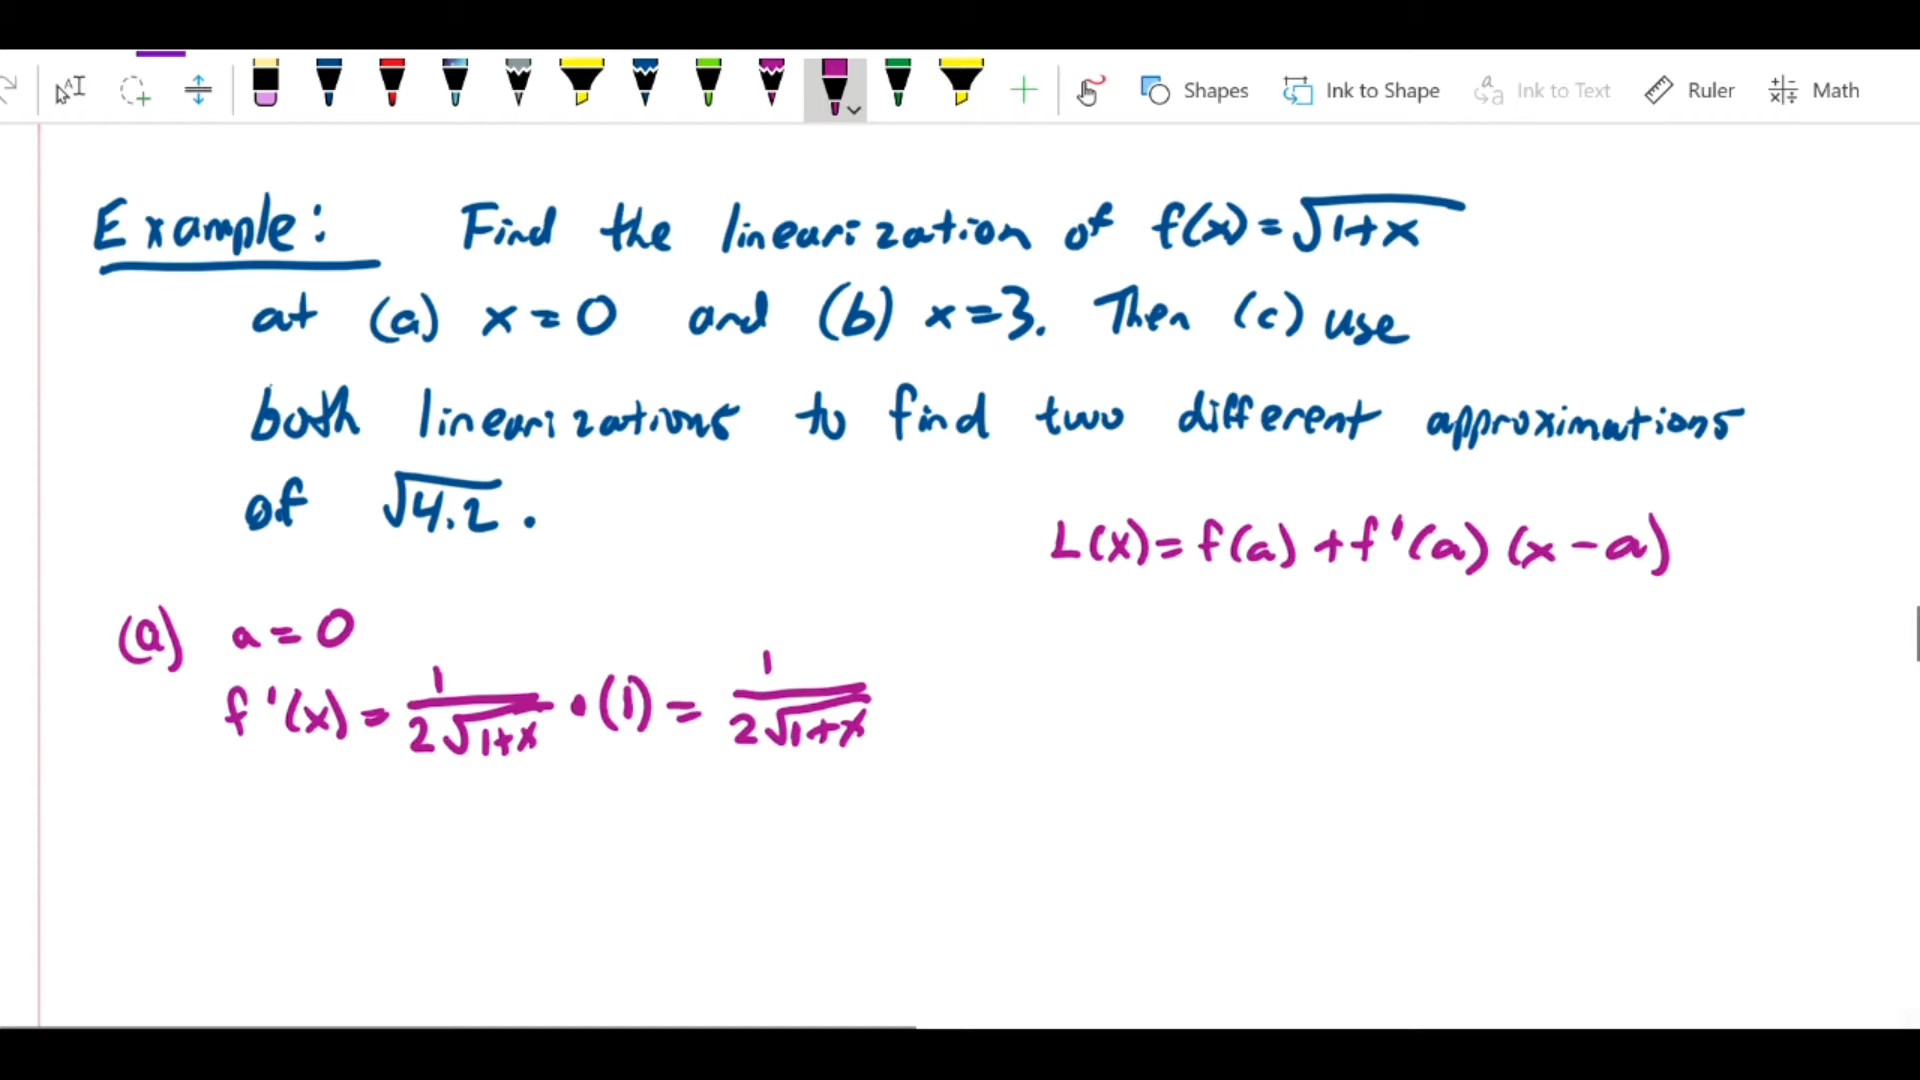 Shapes Ink to Shape Ink to Text Ruler Math
Example: Find the linearization of f(x)=√1+x
at (a) x=0 and (b) x=3. Then (c) use
both linearizations to find two different approximations
of √4.2.
L(x)=f(a)+f'(a)(x-a)
(a) a=0
f'(x)=1/2√1+x •(1)=1/2√1+x